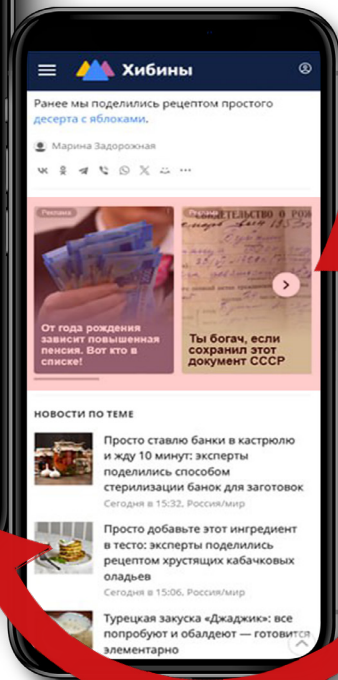 Хибины
Ранее мы поделились рецептом простого
десерта с яблоками.
Марина Задорожная
Реклама
Реклама
От года рождения
зависит повышенная
пенсия. Вот кто в
списке!
Ты богач, если
сохранил этот
документ СССР
НОВОСТИ ПО ТЕМЕ
Просто ставлю банки в кастрюлю
и жду 10 минут: эксперты
поделились способом
стерилизации банок для заготовок
Сегодня в 15:32, Россия/мир
Просто добавьте этот ингредиент
в тесто: эксперты поделились
рецептом хрустящих кабачковых
оладьев
Сегодня в 15:06, Россия/мир
Турецкая закуска «Джаджик»: все
попробуют и обалдеют — готовится
элементарно